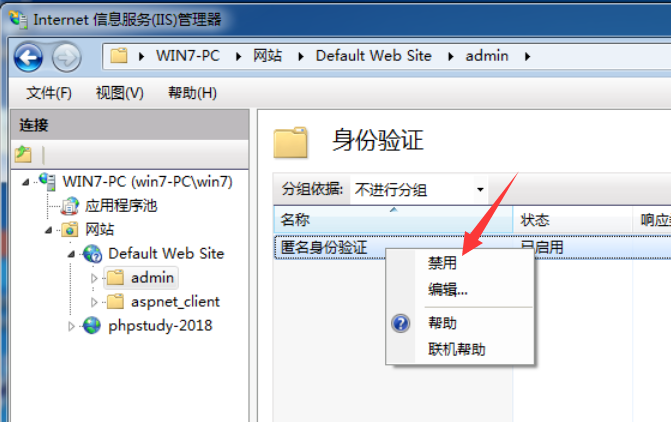 Internet 信息服务(IIS)管理器
WIN7-PC 网站 Default Web Site admin
文件(F) 视图(V) 帮助(H)
连接
身份验证
WIN7-PC (win7-PC\win7)
应用程序池
网站
Default Web Site
admin
aspnet_client
phpstudy-2018
分组依据: 不进行分组
名称 状态 响应
匿名身份验证 已启用
禁用
编辑...
帮助
联机帮助